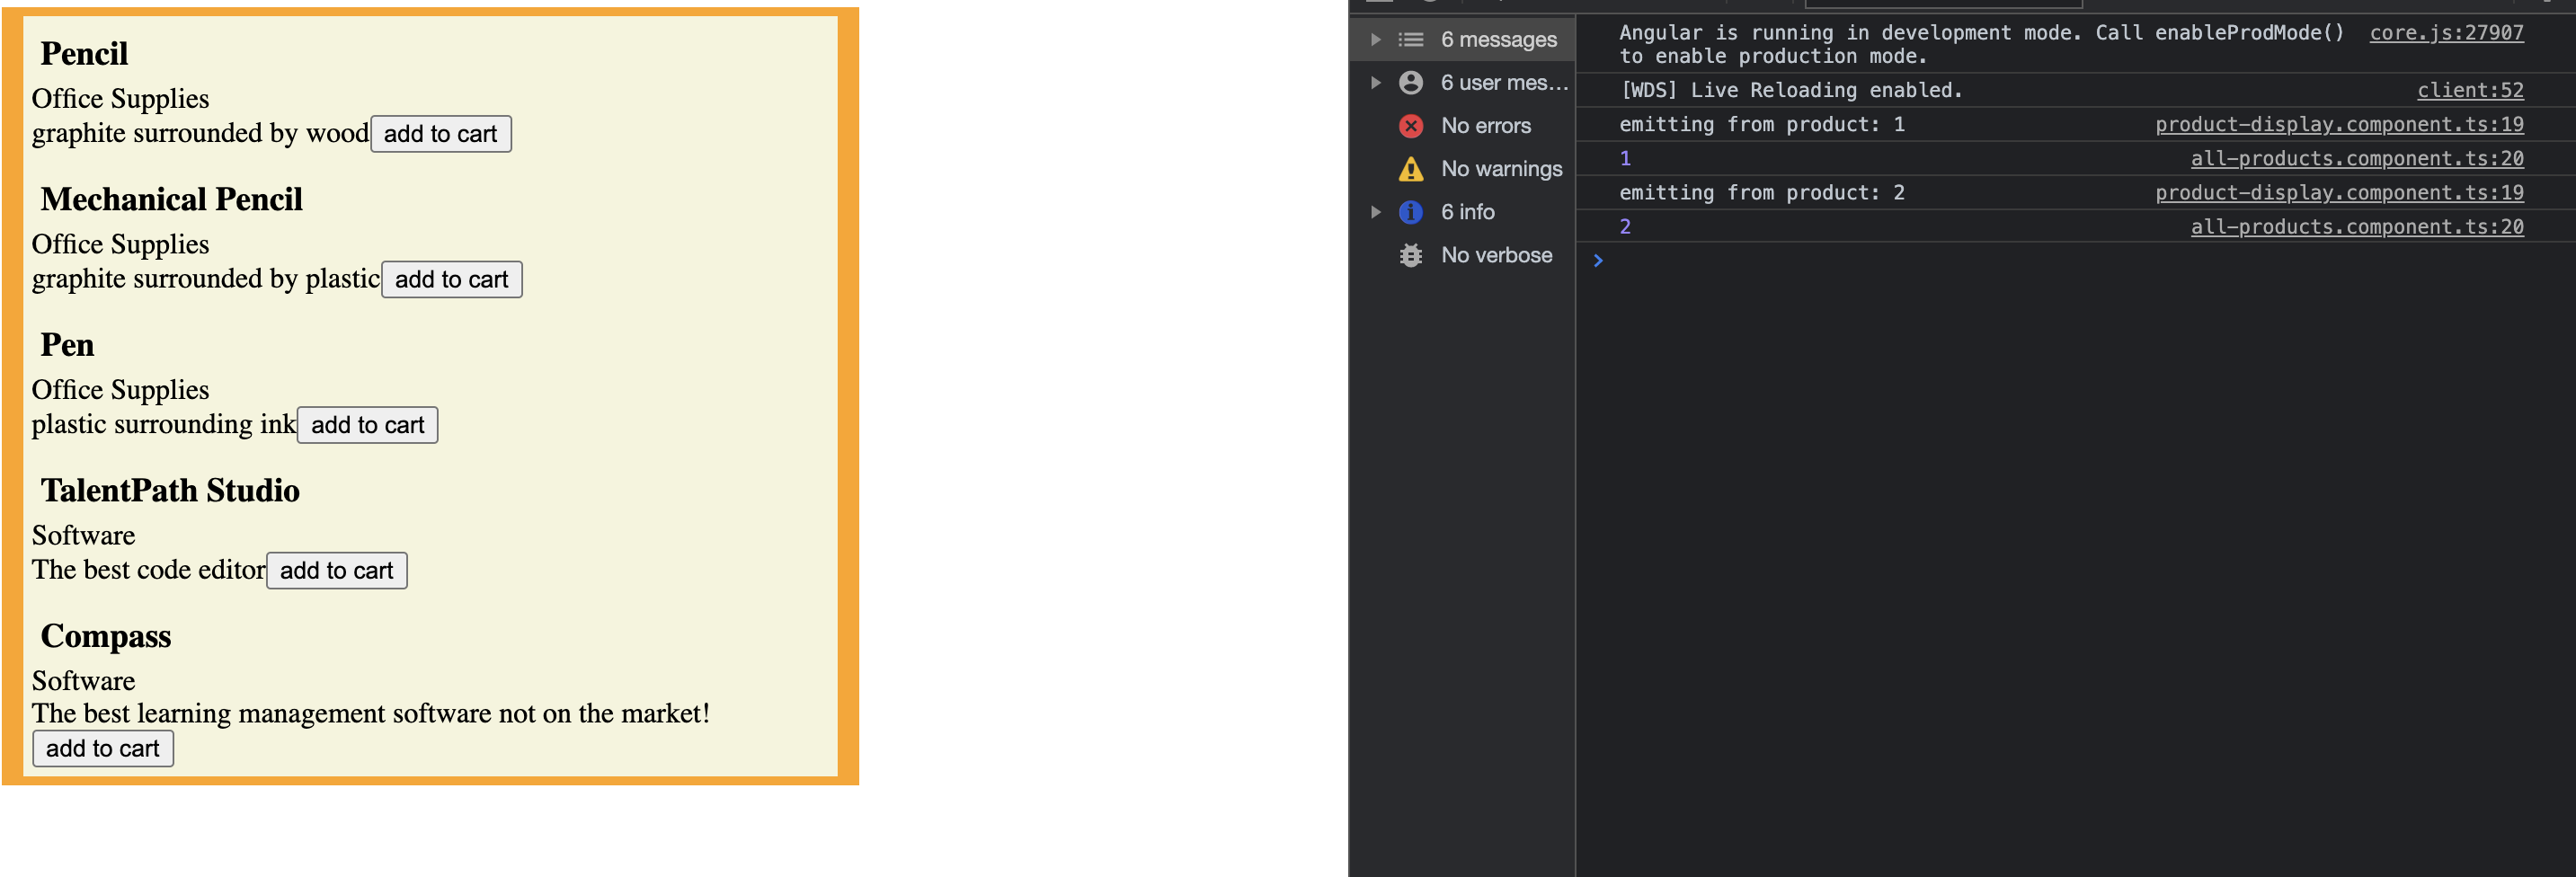 Pencil
Office Supplies
graphite surrounded by wood add to cart
Mechanical Pencil
Office Supplies
graphite surrounded by plastic add to cart
Pen
Office Supplies
plastic surrounding ink add to cart
TalentPath Studio
Software
The best code editor add to cart
Compass
Software
The best learning management software not on the market!
add to cart
6 messages
6 user mes...
No errors
No warnings
6 info
No verbose
Angular is running in development mode. Call enableProdMode() core.js:27907
to enable production mode.
[WDS] Live Reloading enabled. client:52
emitting from product: 1 product-display.component.ts:19
1 all-products.component.ts:20
emitting from product: 2 product-display.component.ts:19
2 all-products.component.ts:20